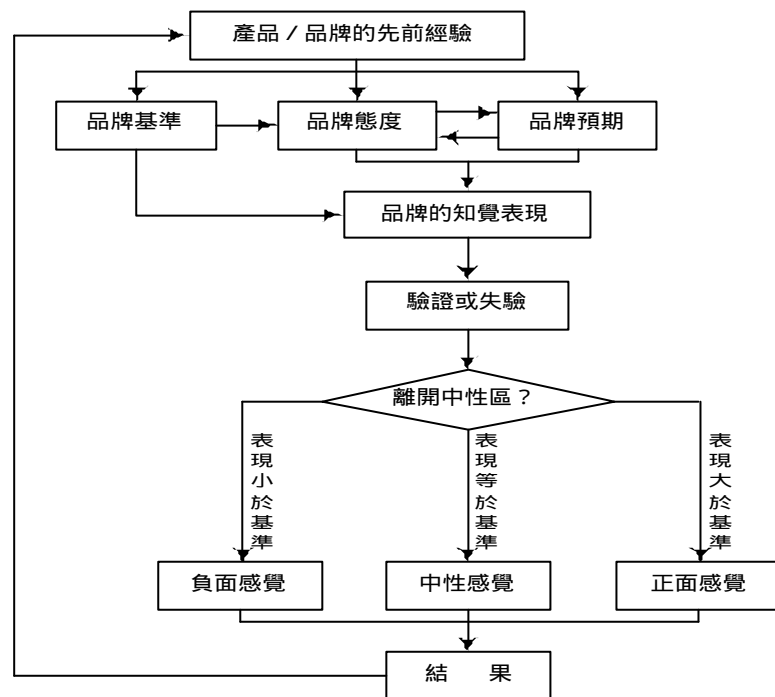 產品／品牌的先前經驗
品牌基準
品牌態度
品牌預期
品牌的知覺表現
驗證或失驗
離開中性區？
表現小於基準
表現等於基準
表現大於基準
負面感覺
中性感覺
正面感覺
結　果